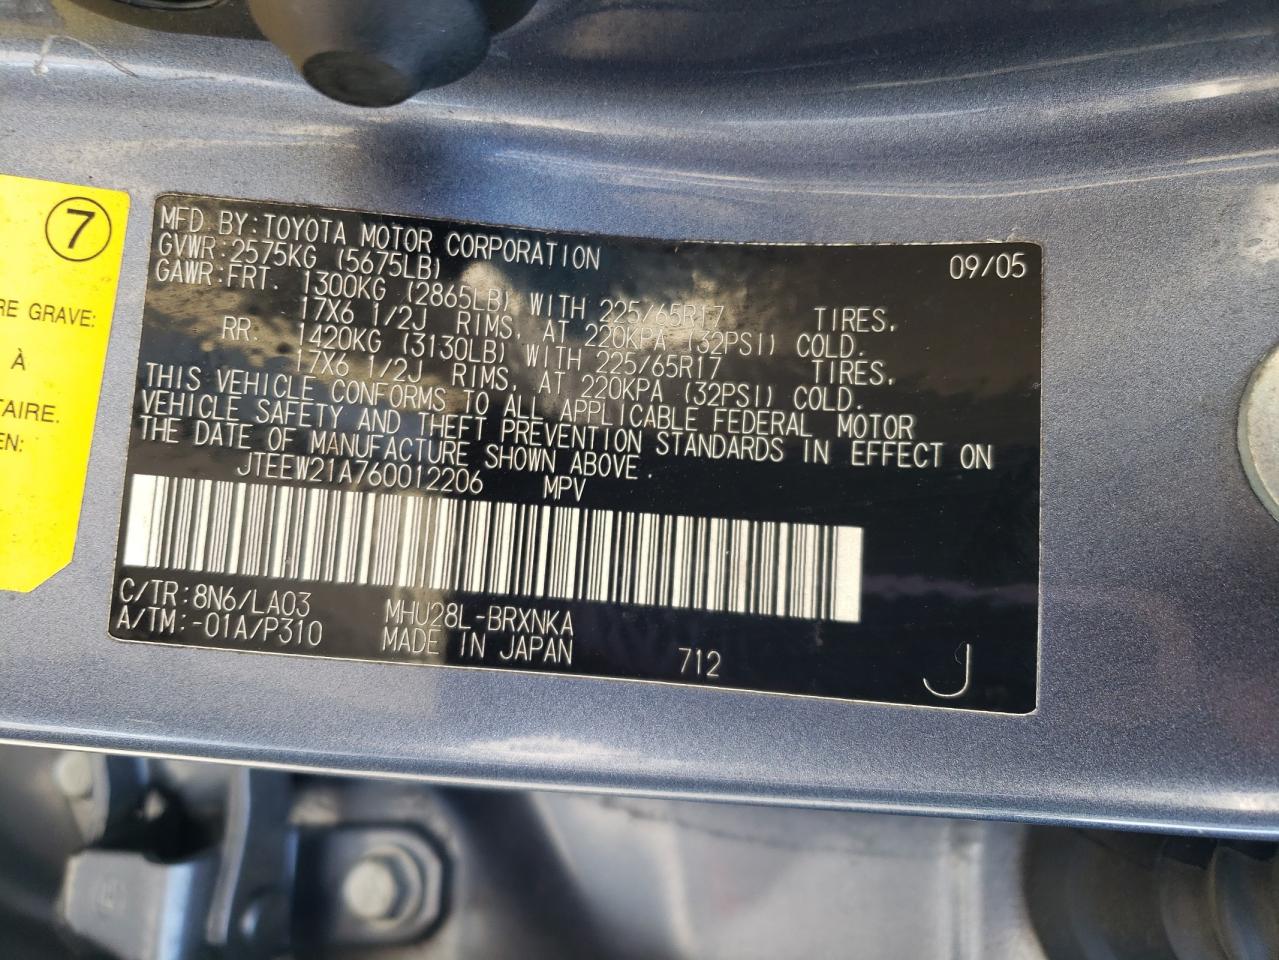 7
RE GRAVE:
À
TAIRE.
EN:
MFD BY:TOYOTA MOTOR CORPORATION 09/05
GVWR:2575KG (5675LB)
GAWR:FRT. 1300KG (2865LB) WITH 225/65R17 TIRES,
17X6 1/2J RIMS, AT 220KPA (32PSI) COLD.
RR. 1420KG (3130LB) WITH 225/65R17 TIRES,
17X6 1/2J RIMS, AT 220KPA (32PSI) COLD.
THIS VEHICLE CONFORMS TO ALL APPLICABLE FEDERAL MOTOR
VEHICLE SAFETY AND THEFT PREVENTION STANDARDS IN EFFECT ON
THE DATE OF MANUFACTURE SHOWN ABOVE.
JTEEW21A760012206 MPV
C/TR:8N6/LA03 MHU28L-BRXNKA
A/TM:-01A/P310 MADE IN JAPAN 712 J